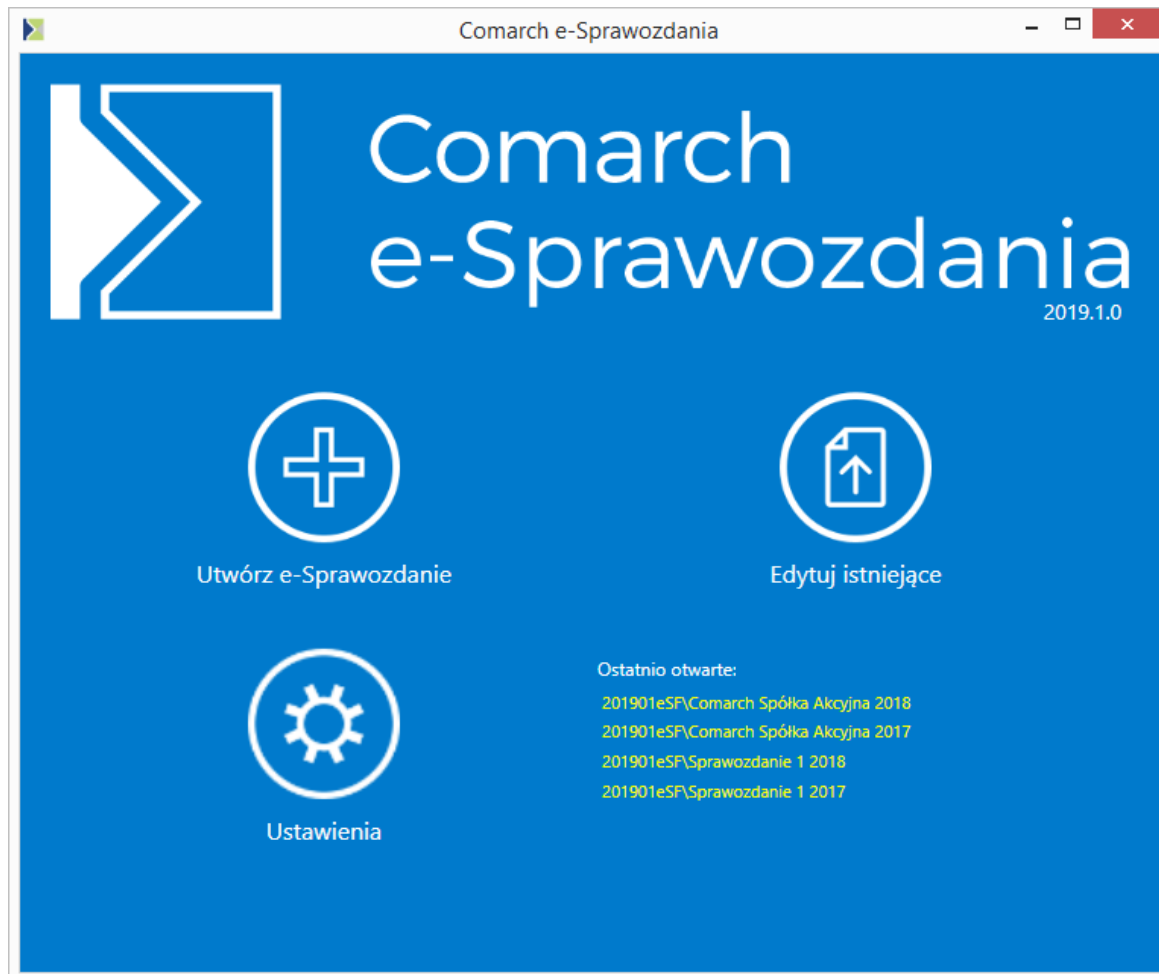 Comarch e-Sprawozdania
Comarch
e-Sprawozdania
2019.1.0
Utwórz e-Sprawozdanie
Edytuj istniejące
Ustawienia
Ostatnio otwarte:
201901eSF\Comarch Spółka Akcyjna 2018
201901eSF\Comarch Spółka Akcyjna 2017
201901eSF\Sprawozdanie 1 2018
201901eSF\Sprawozdanie 1 2017